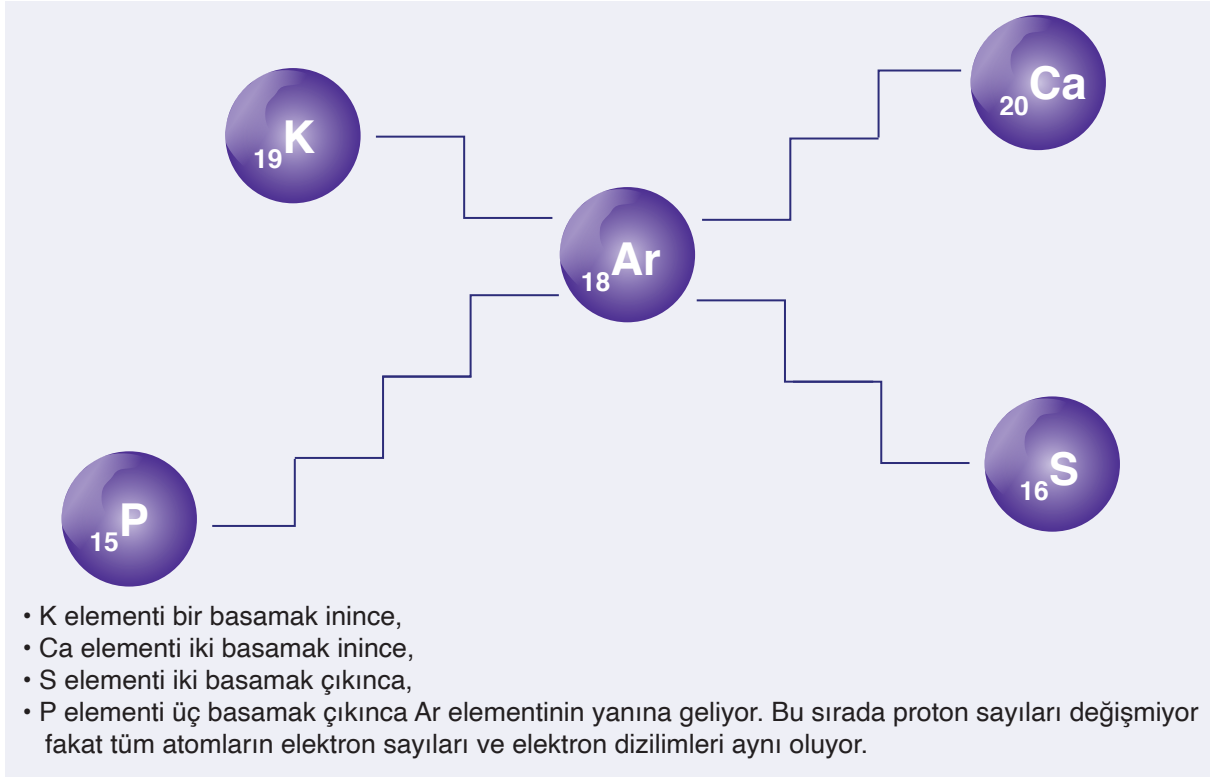 20Ca
19K
18Ar
16S
15P
• K elementi bir basamak inince,
• Ca elementi iki basamak inince,
• S elementi iki basamak çıkınca,
• P elementi üç basamak çıkınca Ar elementinin yanına geliyor. Bu sırada proton sayıları değişmiyor
fakat tüm atomların elektron sayıları ve elektron dizilimleri aynı oluyor.